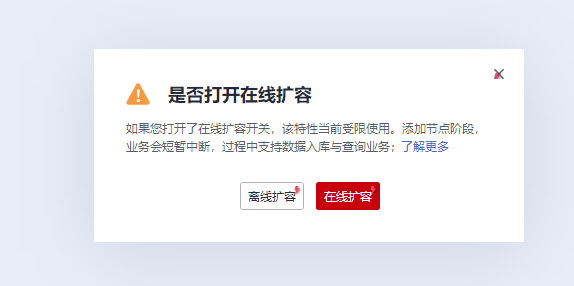 是否打开在线扩容
如果您打开了在线扩容开关，该特性当前受限使用。添加节点阶段，
业务会短暂中断，过程中支持数据入库与查询业务；了解更多
离线扩容
在线扩容